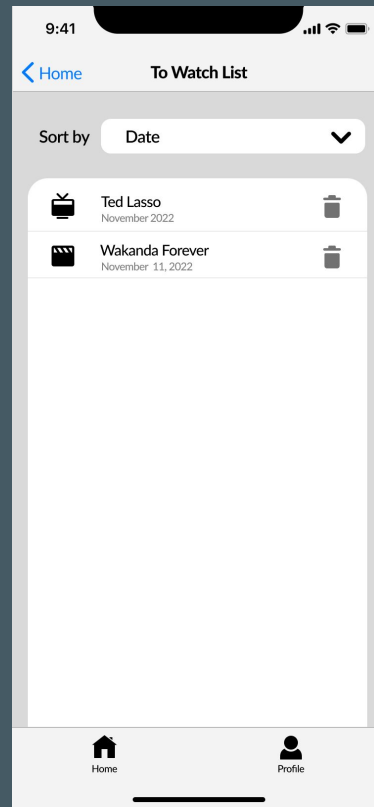 9:41
Home To Watch List
Sort by Date
Ted Lasso
November 2022
Wakanda Forever
November 11, 2022
Home Profile